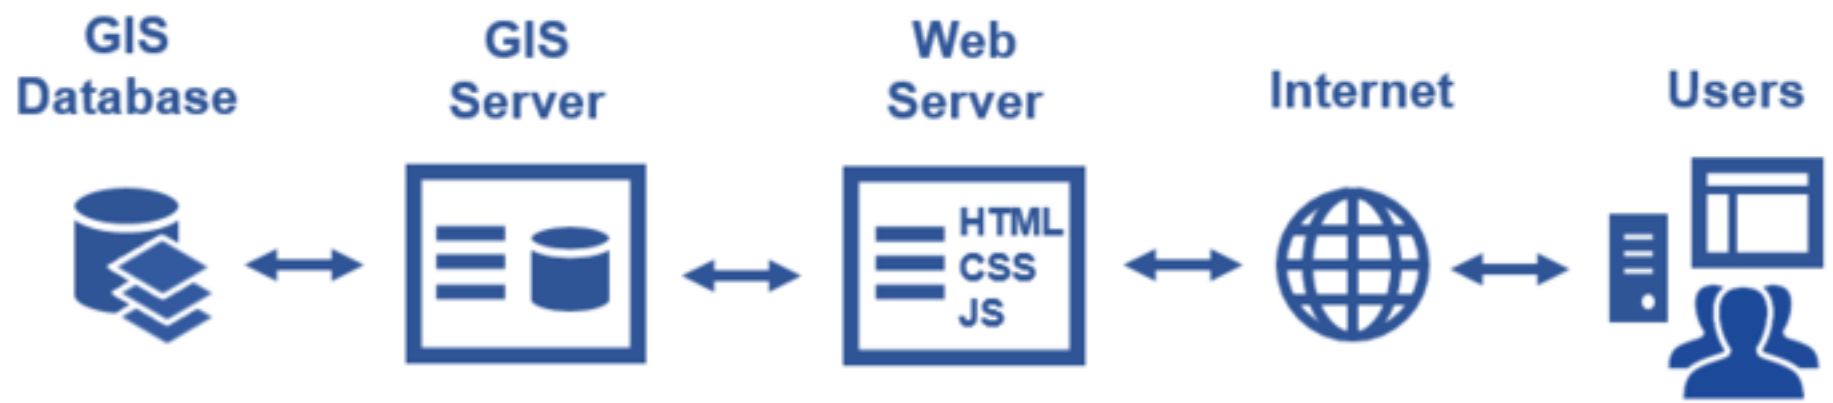 GIS
Database
GIS
Server
Web
Server
Internet
Users
HTML
CSS
JS